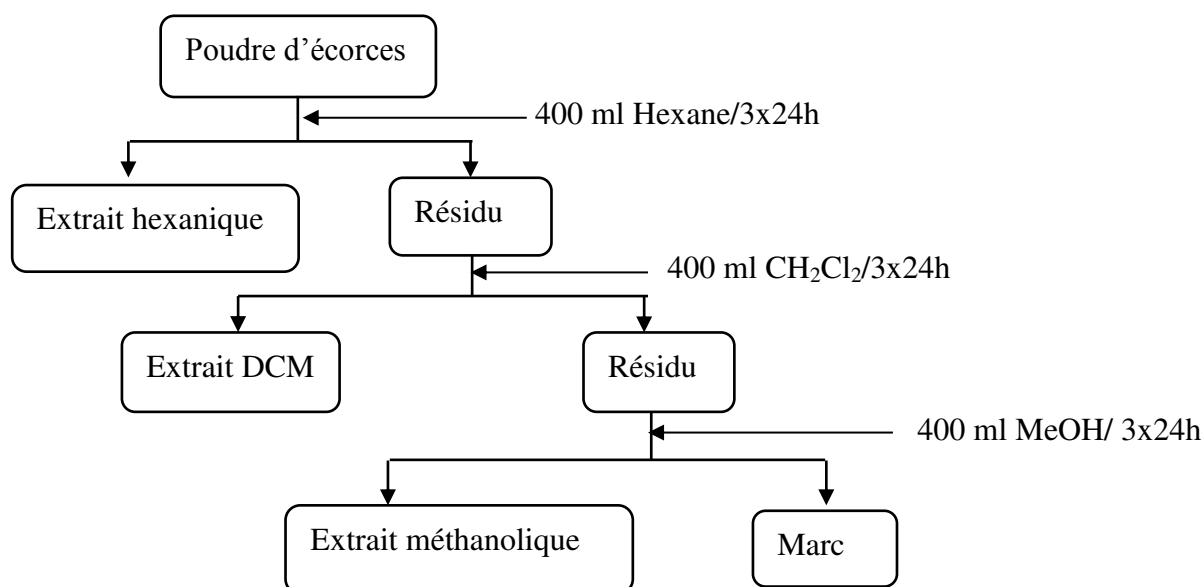 Poudre d'écorces
400 ml Hexane/3x24h
Extrait hexanique
Résidu
400 ml CH₂Cl₂/3x24h
Extrait DCM
Résidu
400 ml MeOH/ 3x24h
Extrait méthanolique
Marc